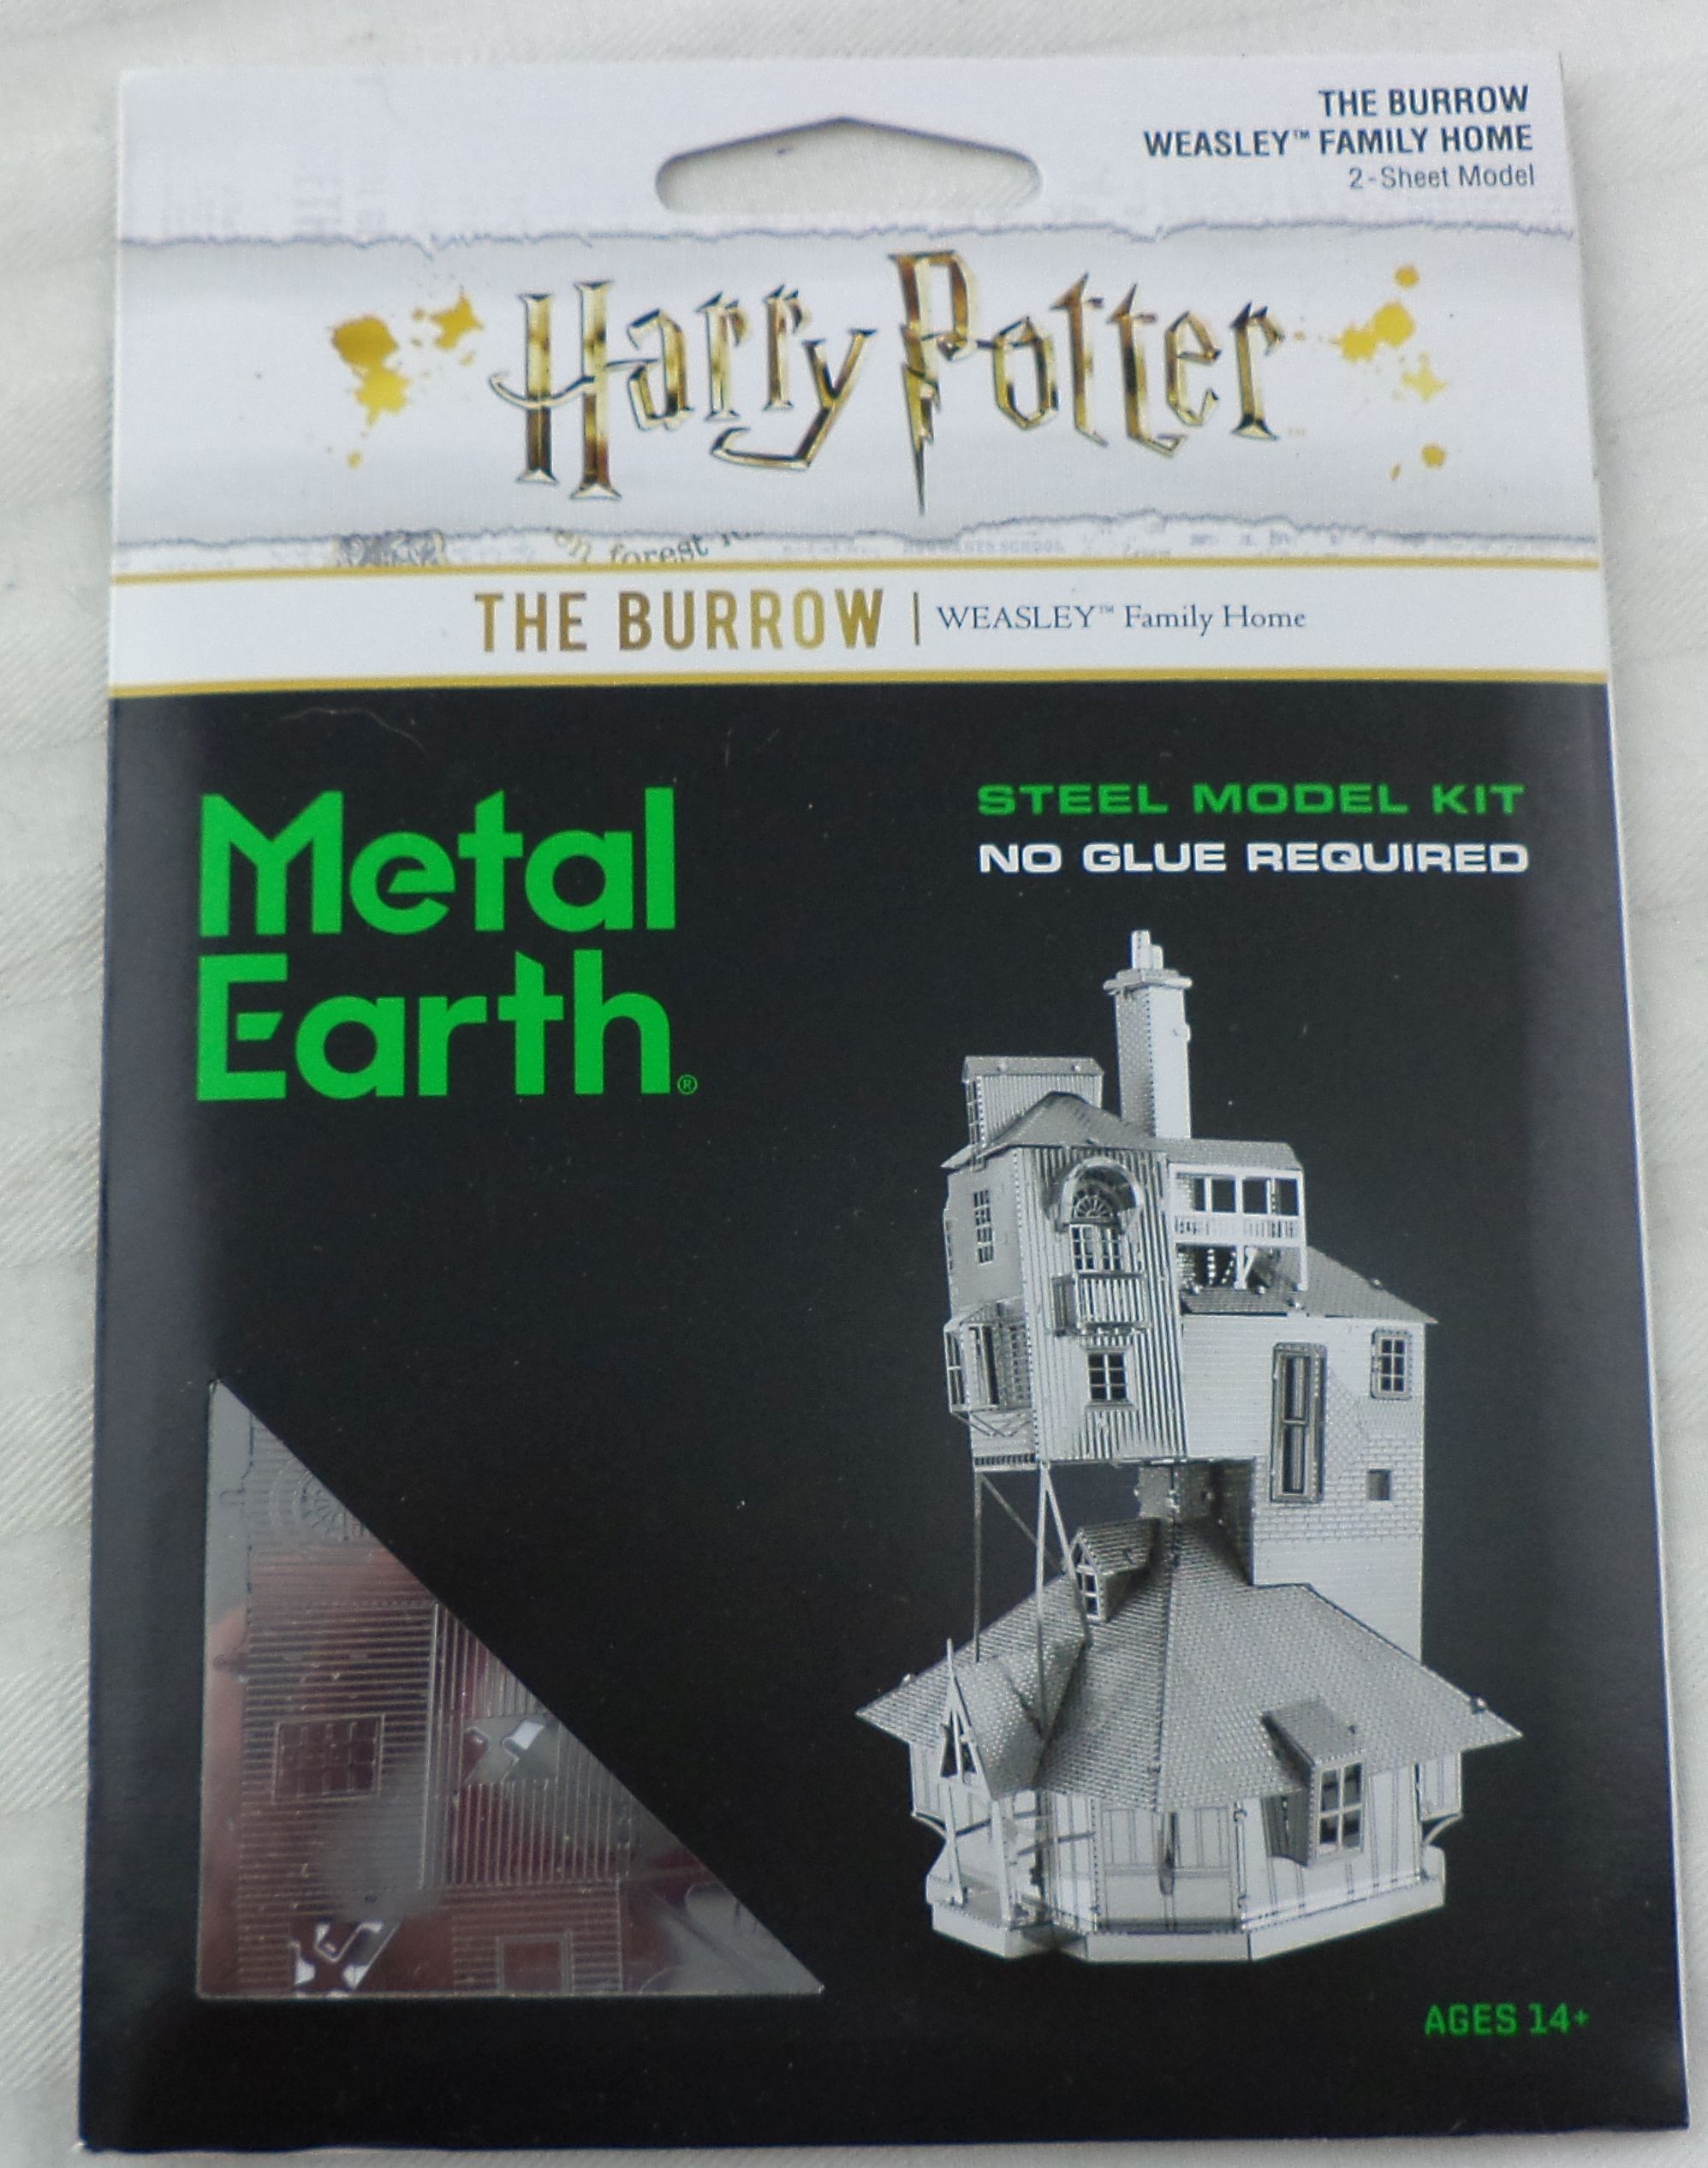 THE BURROW
WEASLEY™ FAMILY HOME
2-Sheet Model
Harry Potter
forest
THE BURROW | WEASLEY™ Family Home
Metal
Earth®
STEEL MODEL KIT
NO GLUE REQUIRED
AGES 14+